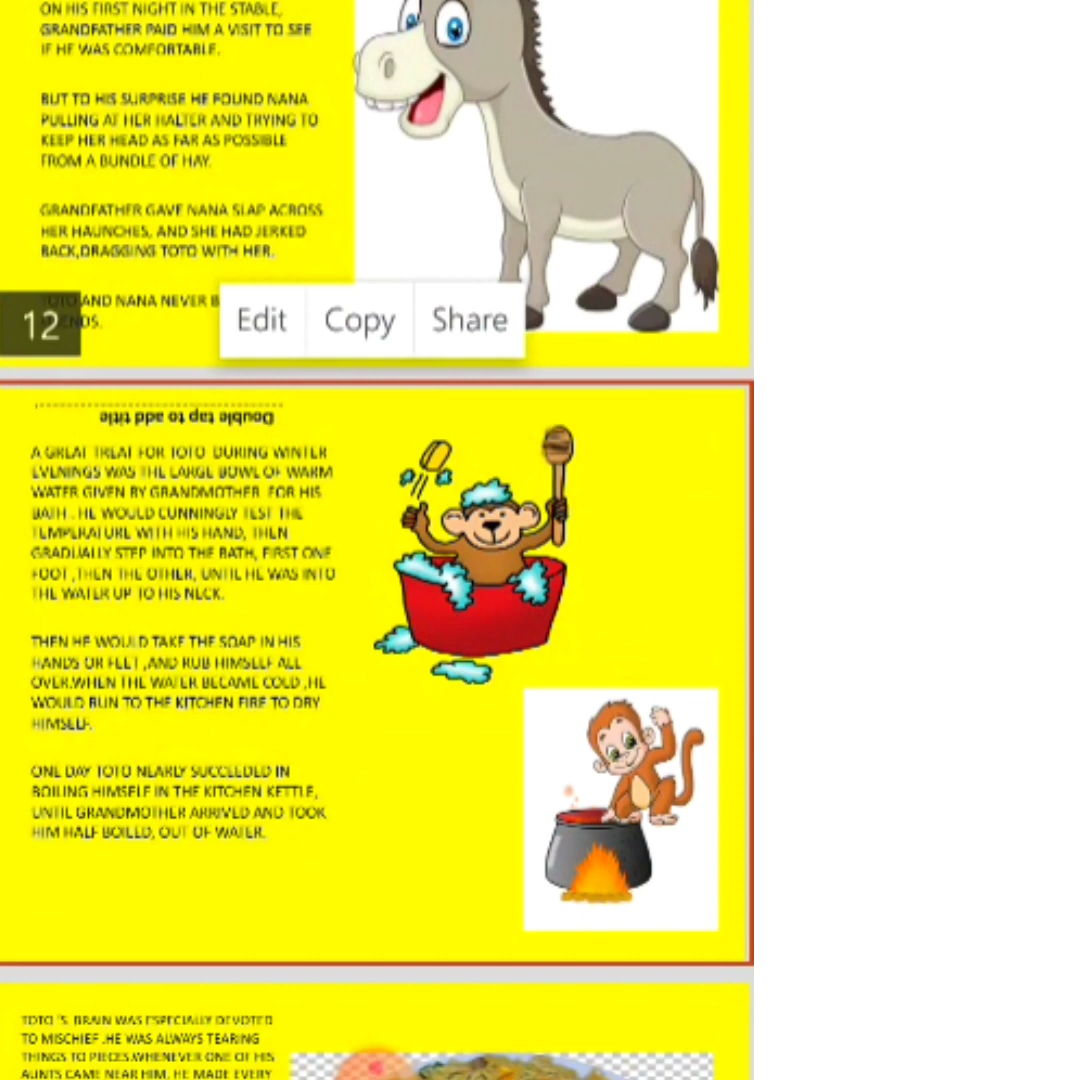 ON HIS FIRST NIGHT IN THE STABLE,
GRANDFATHER PAID HIM A VISIT TO SEE
IF HE WAS COMFORTABLE.
BUT TO HIS SURPRISE HE FOUND NANA
PULLING AT HER HALTER AND TRYING TO
KEEP HER HEAD AS FAR AS POSSIBLE
FROM A BUNDLE OF HAY.
GRANDFATHER GAVE NANA SLAP ACROSS
HER HAUNCHES, AND SHE HAD JERKED
BACK,DRAGGING TOTO WITH HER.
TOTO AND NANA NEVER B
12
Edit Copy Share
Double tap to add title
A GREAT TREAT FOR TOTO DURING WINTER
EVENINGS WAS THE LARGE BOWL OF WARM
WATER GIVEN BY GRANDMOTHER FOR HIS
BATH . HE WOULD CUNNINGLY TEST THE
TEMPERATURE WITH HIS HAND, THEN
GRADUALLY STEP INTO THE BATH, FIRST ONE
FOOT ,THEN THE OTHER, UNTIL HE WAS INTO
THE WATER UP TO HIS NECK.
THEN HE WOULD TAKE THE SOAP IN HIS
HANDS OR FEET ,AND RUB HIMSELF ALL
OVER.WHEN THE WATER BECAME COLD ,HE
WOULD RUN TO THE KITCHEN FIRE TO DRY
HIMSELF.
ONE DAY TOTO NEARLY SUCCEEDED IN
BOILING HIMSELF IN THE KITCHEN KETTLE,
UNTIL GRANDMOTHER ARRIVED AND TOOK
HIM HALF BOILED, OUT OF WATER.
TOTO 'S BRAIN WAS ESPECIALLY DEVOTED
TO MISCHIEF .HE WAS ALWAYS TEARING
THINGS TO PIECES.WHENEVER ONE OF HIS
AUNTS CAME NEAR HIM, HE MADE EVERY